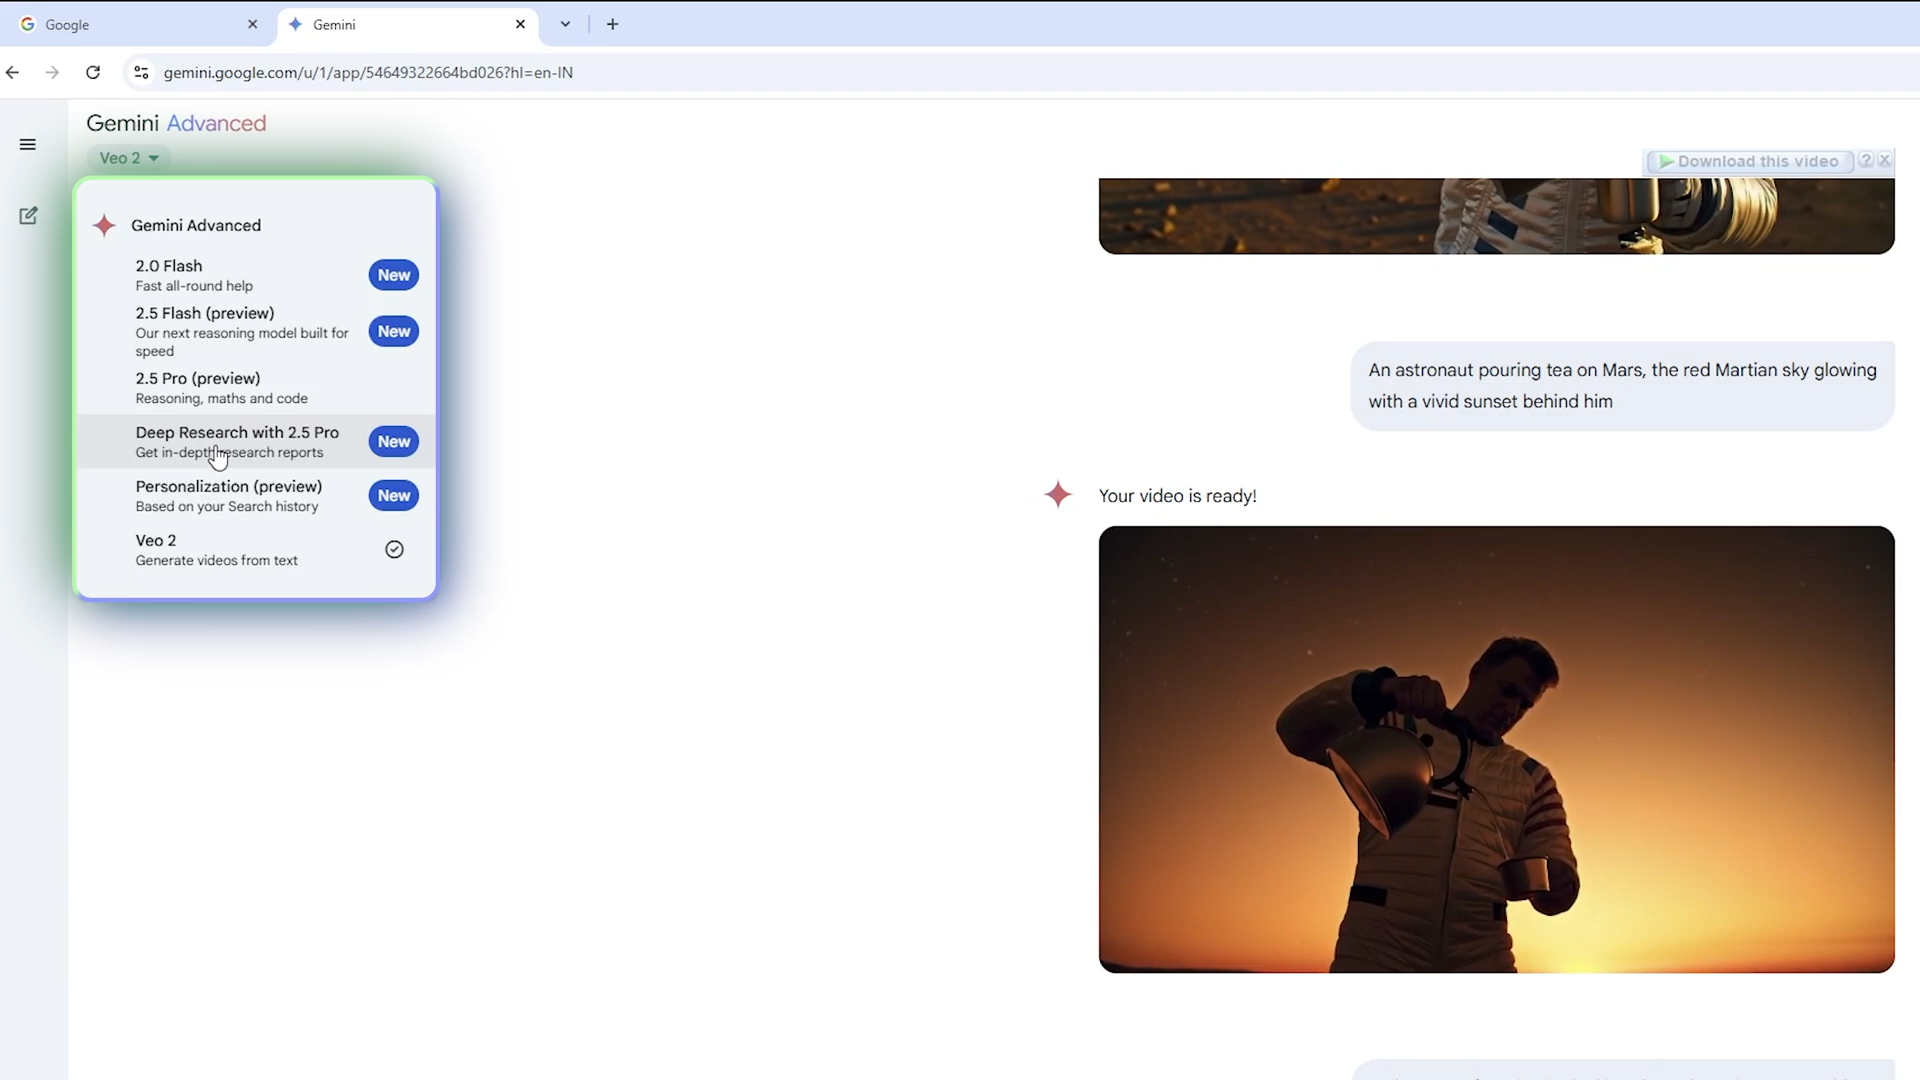 Google
Gemini
gemini.google.com/u/1/app/54649322664bd026?hl=en-IN
Gemini Advanced
Veo 2
Download this video ?
Gemini Advanced
2.0 Flash
Fast all-round help
New
2.5 Flash (preview)
Our next reasoning model built for
speed
New
2.5 Pro (preview)
Reasoning, maths and code
Deep Research with 2.5 Pro
Get in-depth research reports
New
Personalization (preview)
Based on your Search history
New
Veo 2
Generate videos from text
An astronaut pouring tea on Mars, the red Martian sky glowing
with a vivid sunset behind him
Your video is ready!